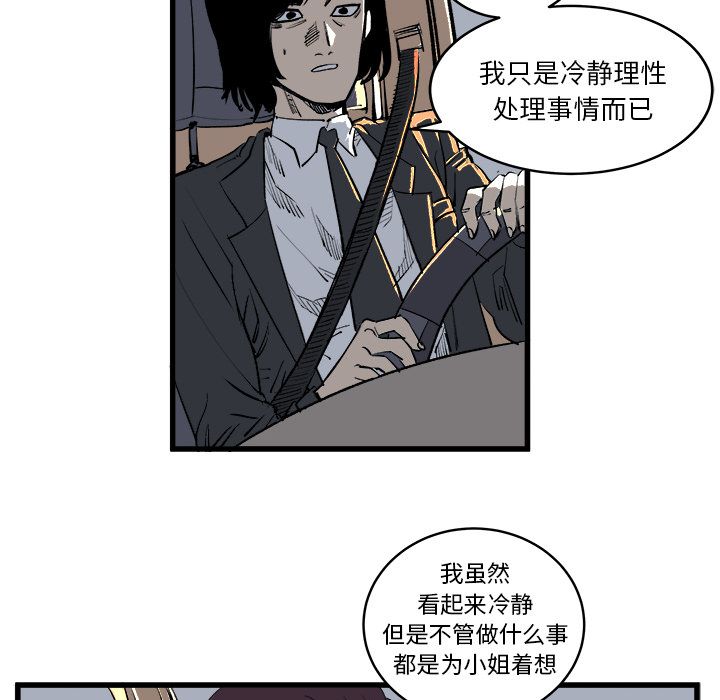 我只是冷静理性
处理事情而已
我虽然
看起来冷静
但是不管做什么事
都是为小姐着想